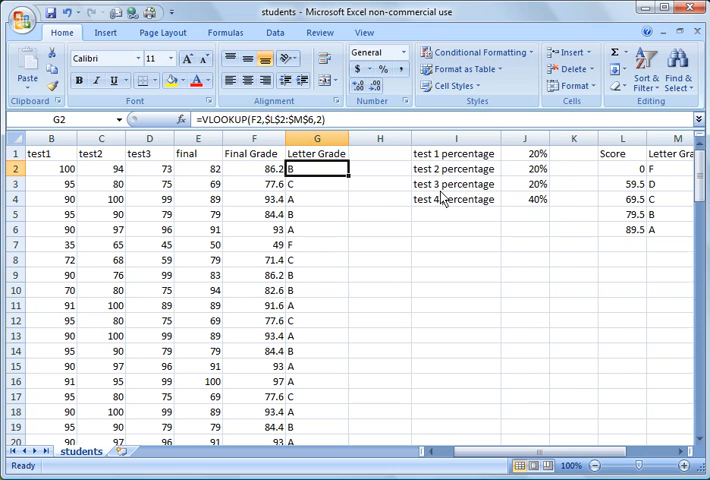 students - Microsoft Excel non-commercial use
Home Insert Page Layout Formulas Data Review View
Paste
Clipboard
Calibri 11
B I U
Font
Alignment
General
$ % ,
Number
Conditional Formatting
Format as Table
Cell Styles
Styles
Insert
Delete
Format
Cells
Sort & Filter
Find & Select
Editing
G2 fx =VLOOKUP(F2,$L$2:$M$6,2)
B C D E F G H I J K L M
1 test1 test2 test3 final Final Grade Letter Grade test 1 percentage 20% Score Letter Gra
2 100 94 73 82 86.2 B test 2 percentage 20% 0 F
3 95 80 75 69 77.6 C test 3 percentage 20% 59.5 D
4 90 100 89 89 93.4 A test 4 percentage 40% 69.5 C
5 95 90 79 79 84.4 B 79.5 B
6 90 97 96 91 93 A 89.5 A
7 35 65 45 50 49 F
8 72 68 59 79 71.4 C
9 90 76 99 83 86.2 B
10 70 80 75 94 82.6 B
11 91 100 89 89 91.6 A
12 95 80 75 69 77.6 C
13 90 100 89 89 93.4 A
14 95 90 79 79 84.4 B
15 90 97 96 91 93 A
16 91 95 99 100 97 A
17 95 80 75 69 77.6 C
18 90 100 89 89 93.4 A
19 95 90 79 79 84.4 B
20 90 97 96 91 93 A
students
Ready 100%